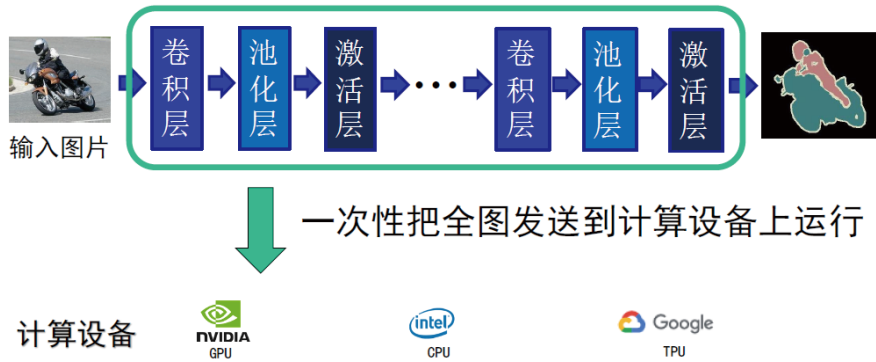 卷积层
池化层
激活层
...
卷积层
池化层
激活层
输入图片
一次性把全图发送到计算设备上运行
计算设备
NVIDIA
GPU
intel
CPU
Google
TPU